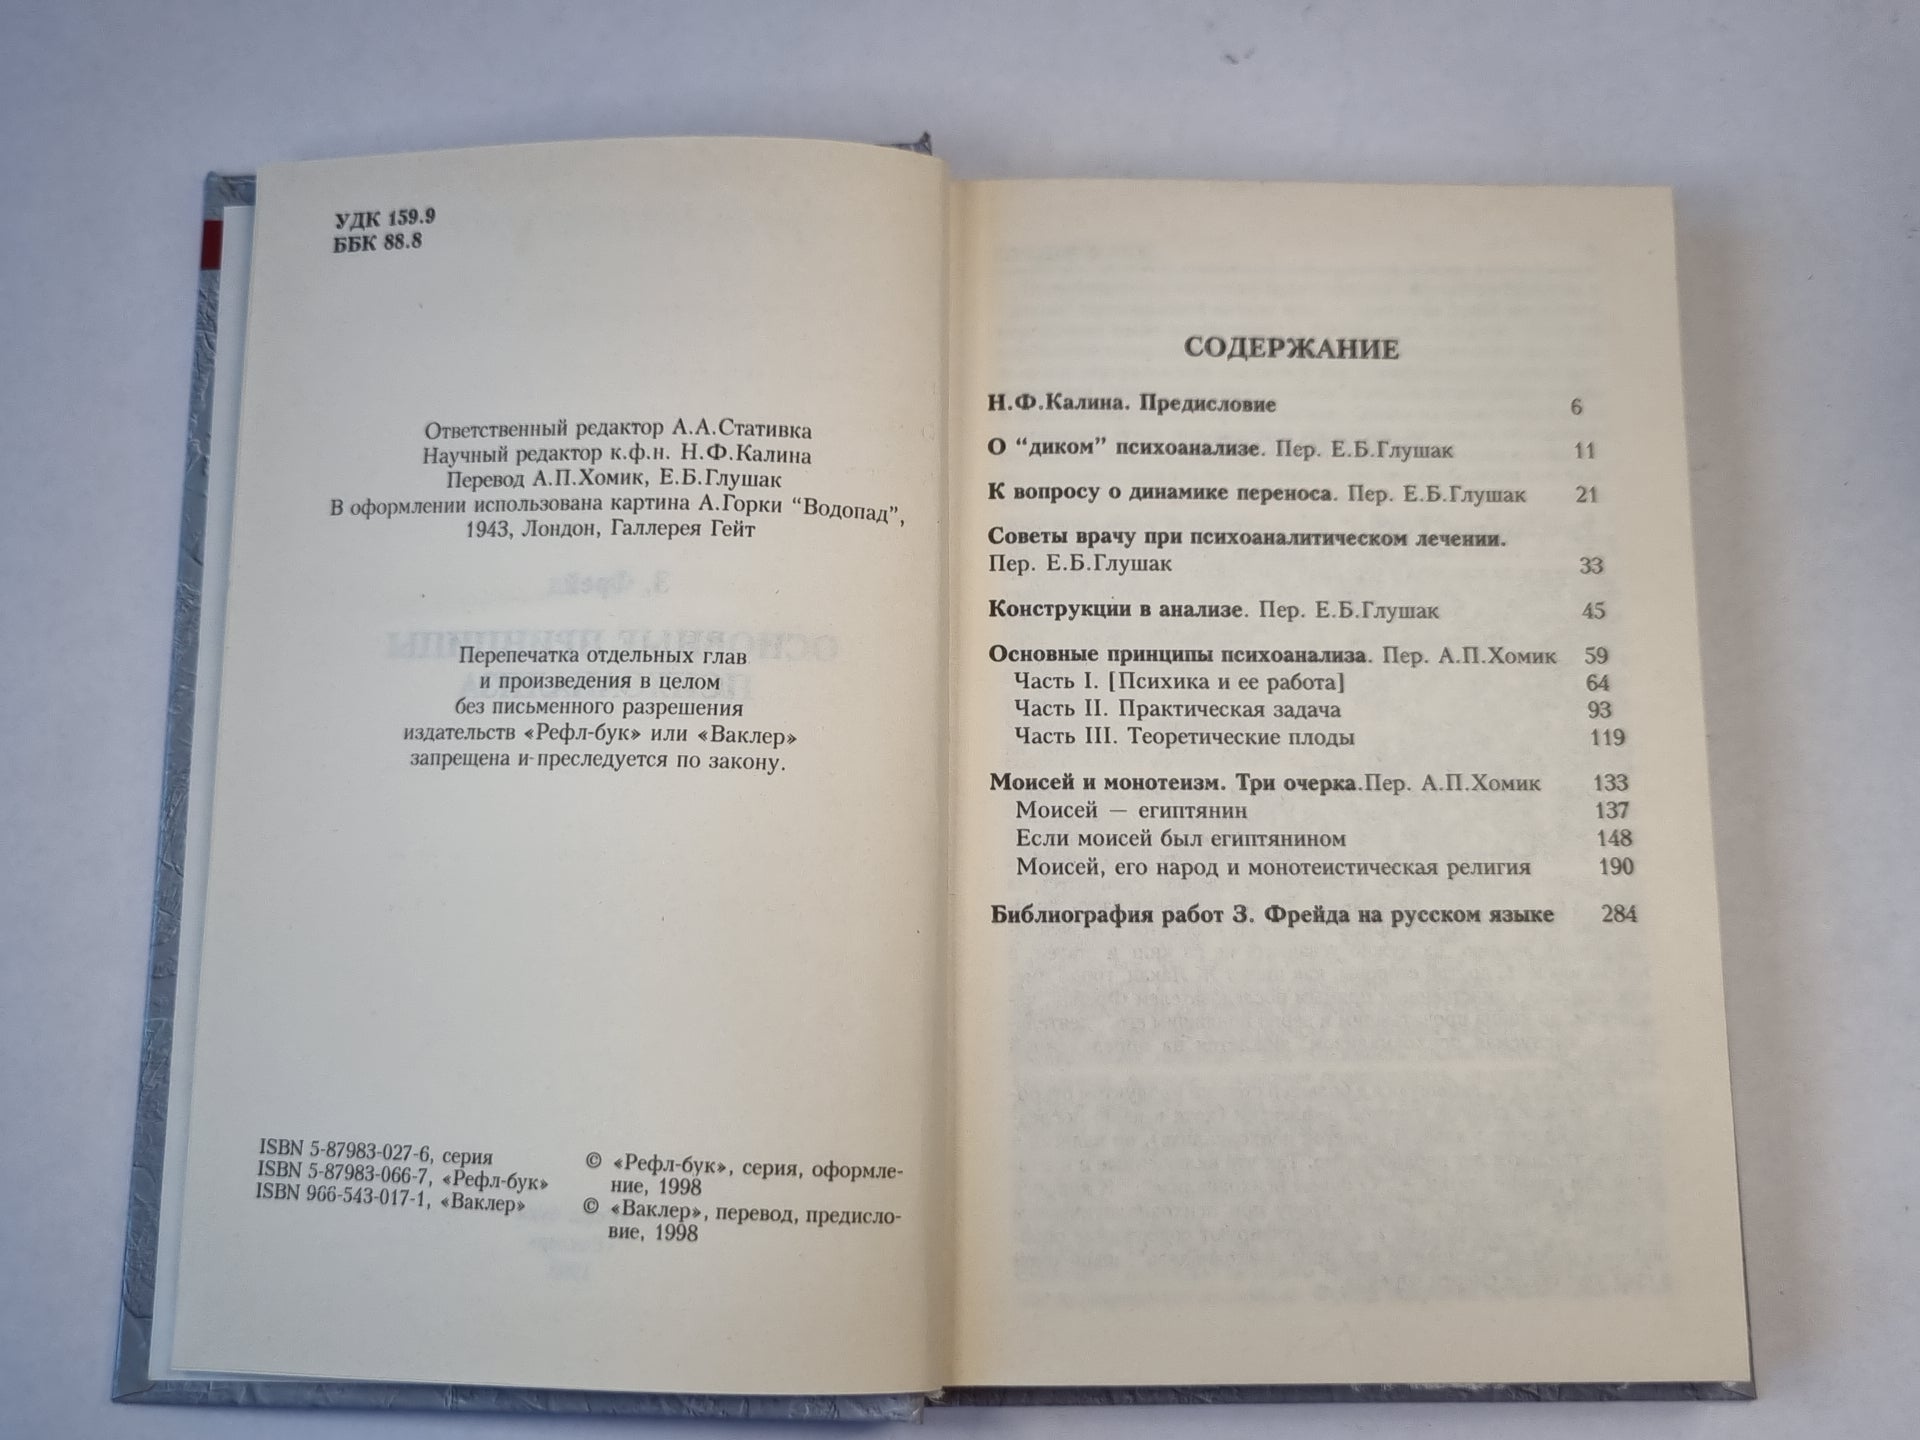 УДК 159.9
ББК 88.8
Ответственный редактор А.А.Стативка
Научный редактор к.ф.н. Н.Ф.Калина
Перевод А.П.Хомик, Е.Б.Глушак
В оформлении использована картина А.Горки "Водопад",
1943, Лондон, Галлерея Гейт
Перепечатка отдельных глав
и произведения в целом
без письменного разрешения
издательств «Рефл-бук» или «Ваклер»
запрещена и преследуется по закону.
ISBN 5-87983-027-6, серия
ISBN 5-87983-066-7, «Рефл-бук»
ISBN 966-543-017-1, «Ваклер»
© «Рефл-бук», серия, оформле-
ние, 1998
© «Ваклер», перевод, предисло-
вие, 1998
СОДЕРЖАНИЕ
Н.Ф.Калина. Предисловие 6
О "диком" психоанализе. Пер. Е.Б.Глушак 11
К вопросу о динамике переноса. Пер. Е.Б.Глушак 21
Советы врачу при психоаналитическом лечении.
Пер. Е.Б.Глушак 33
Конструкции в анализе. Пер. Е.Б.Глушак 45
Основные принципы психоанализа. Пер. А.П.Хомик 59
Часть I. [Психика и ее работа] 64
Часть II. Практическая задача 93
Часть III. Теоретические плоды 119
Моисей и монотеизм. Три очерка.Пер. А.П.Хомик 133
Моисей — египтянин 137
Если моисей был египтянином 148
Моисей, его народ и монотеистическая религия 190
Библиография работ З. Фрейда на русском языке 284